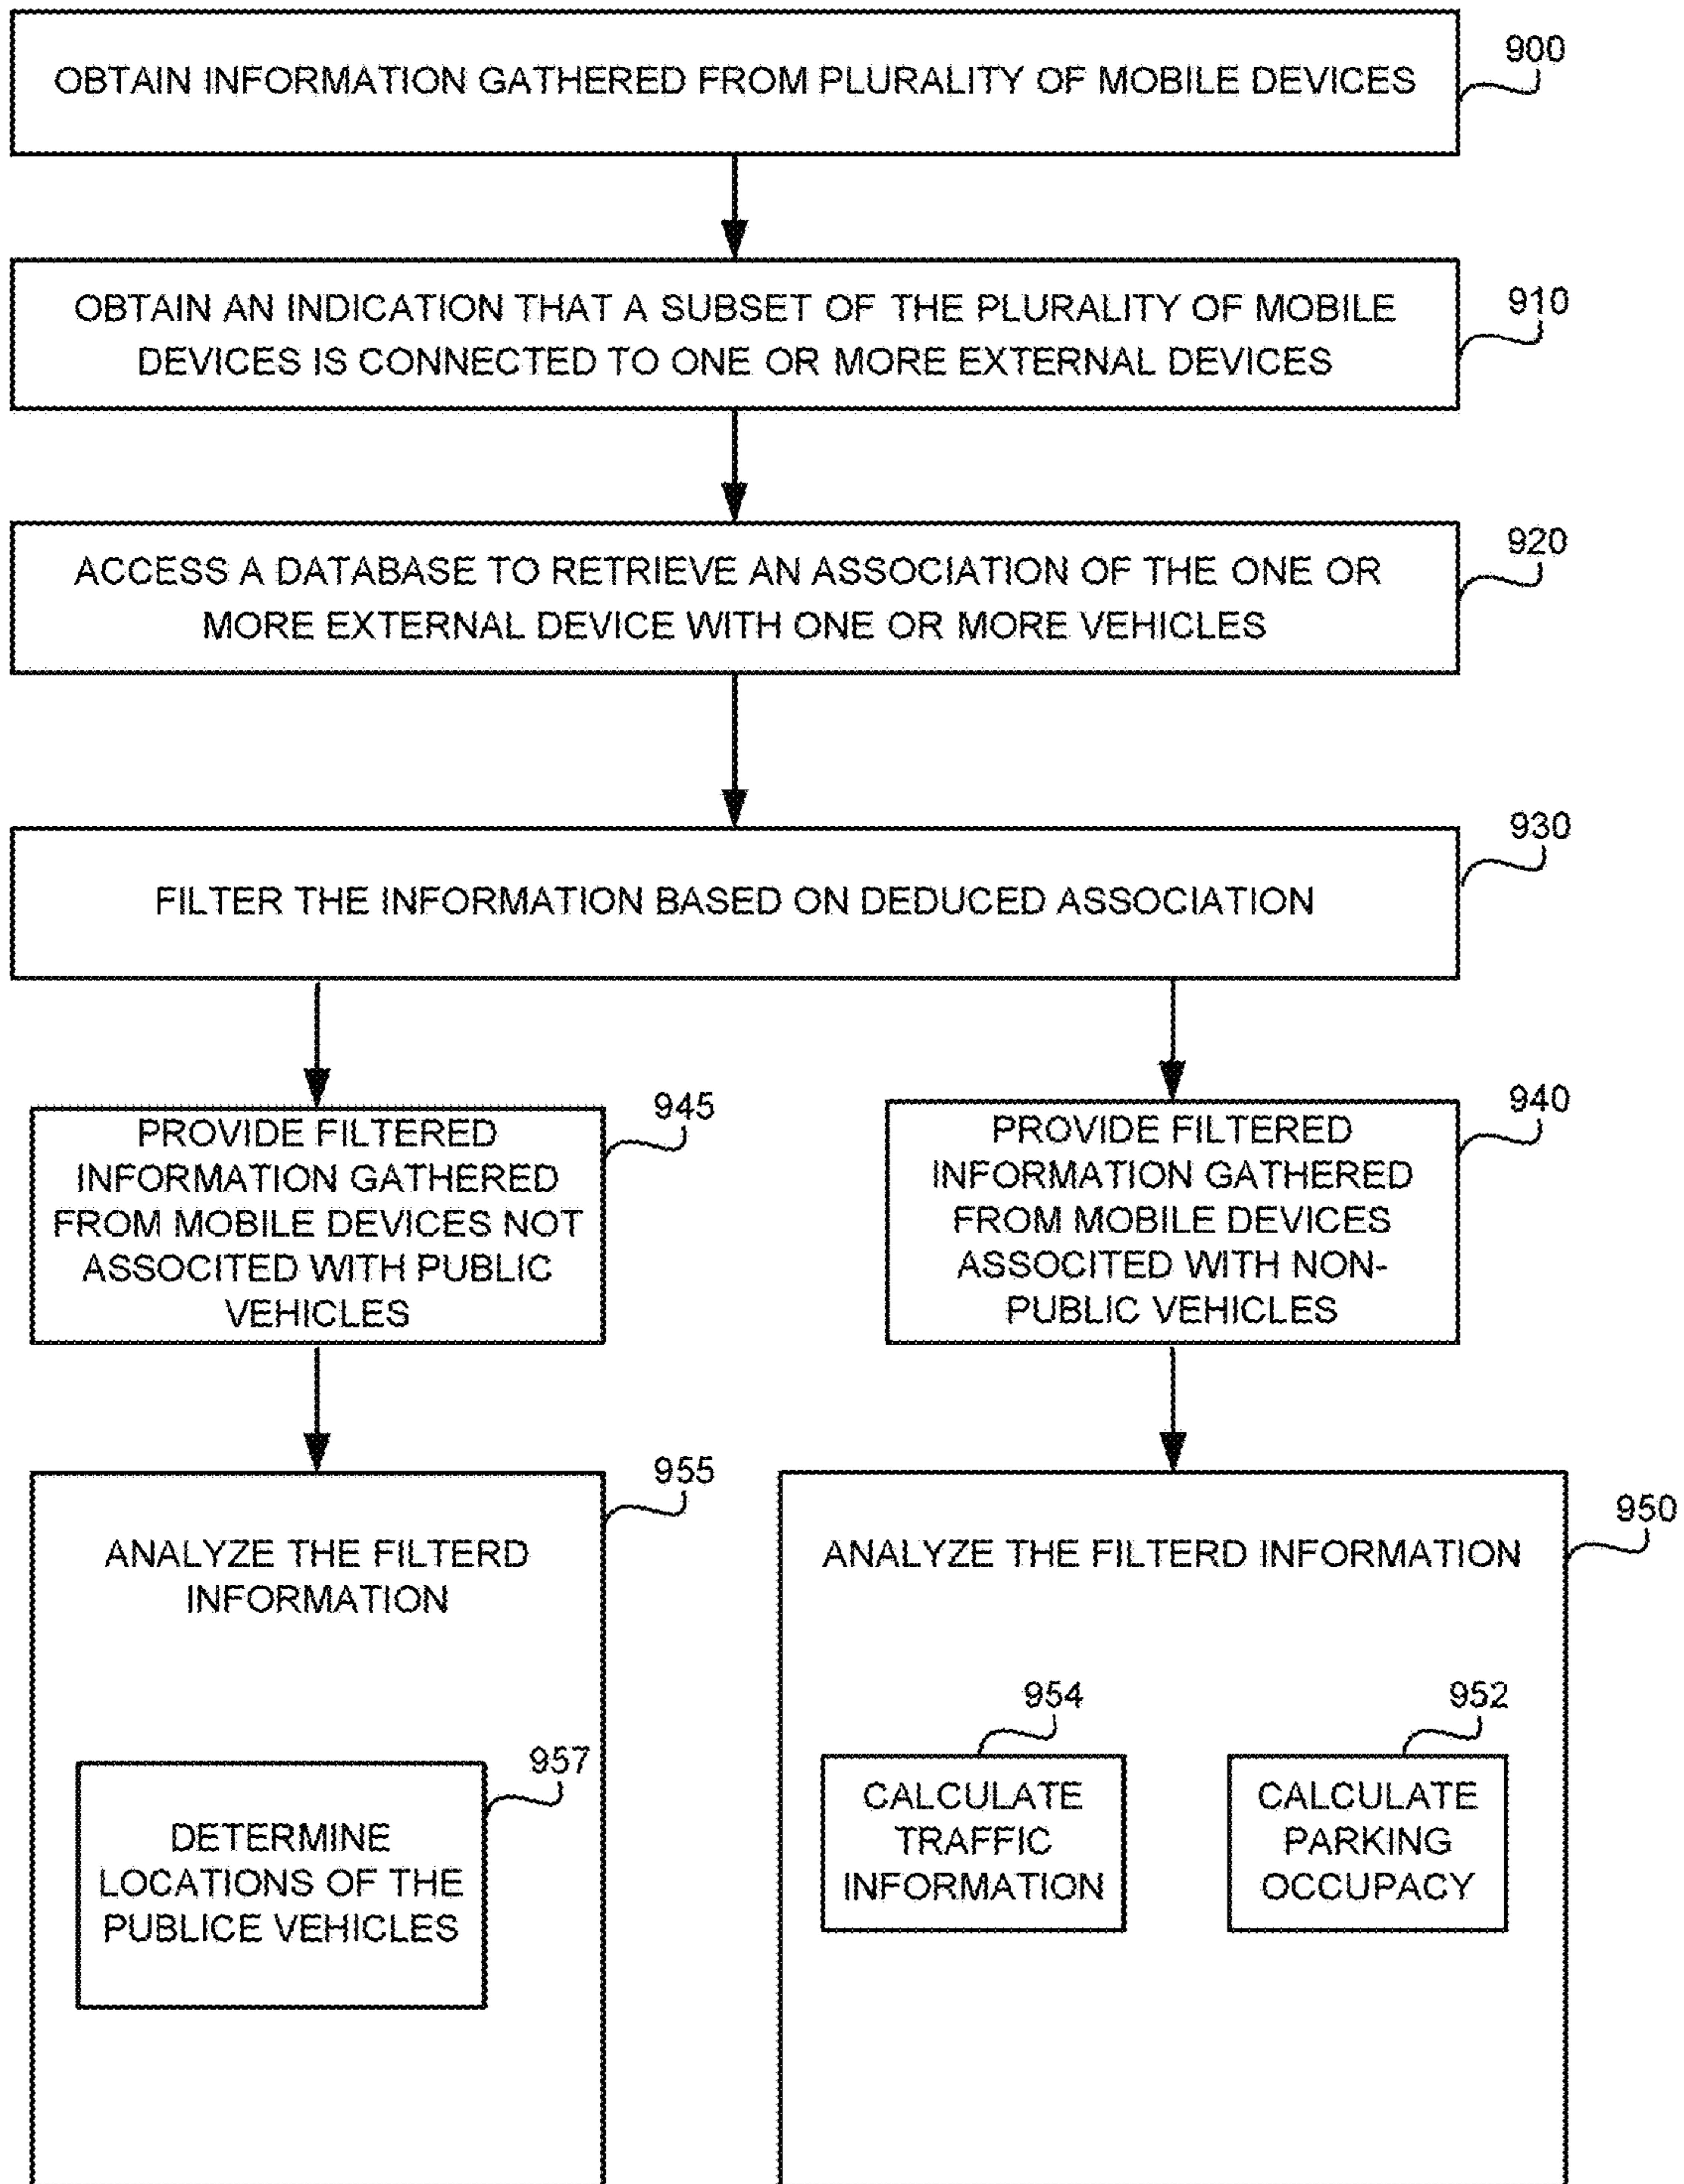 900
OBTAIN INFORMATION GATHERED FROM PLURALITY OF MOBILE DEVICES
910
OBTAIN AN INDICATION THAT A SUBSET OF THE PLURALITY OF MOBILE
DEVICES IS CONNECTED TO ONE OR MORE EXTERNAL DEVICES
920
ACCESS A DATABASE TO RETRIEVE AN ASSOCIATION OF THE ONE OR
MORE EXTERNAL DEVICE WITH ONE OR MORE VEHICLES
930
FILTER THE INFORMATION BASED ON DEDUCED ASSOCIATION
945
PROVIDE FILTERED
INFORMATION GATHERED
FROM MOBILE DEVICES NOT
ASSOCITED WITH PUBLIC
VEHICLES
940
PROVIDE FILTERED
INFORMATION GATHERED
FROM MOBILE DEVICES
ASSOCITED WITH NON-
PUBLIC VEHICLES
955
ANALYZE THE FILTERD
INFORMATION
957
DETERMINE
LOCATIONS OF THE
PUBLICE VEHICLES
950
ANALYZE THE FILTERD INFORMATION
954
CALCULATE
TRAFFIC
INFORMATION
952
CALCULATE
PARKING
OCCUPACY